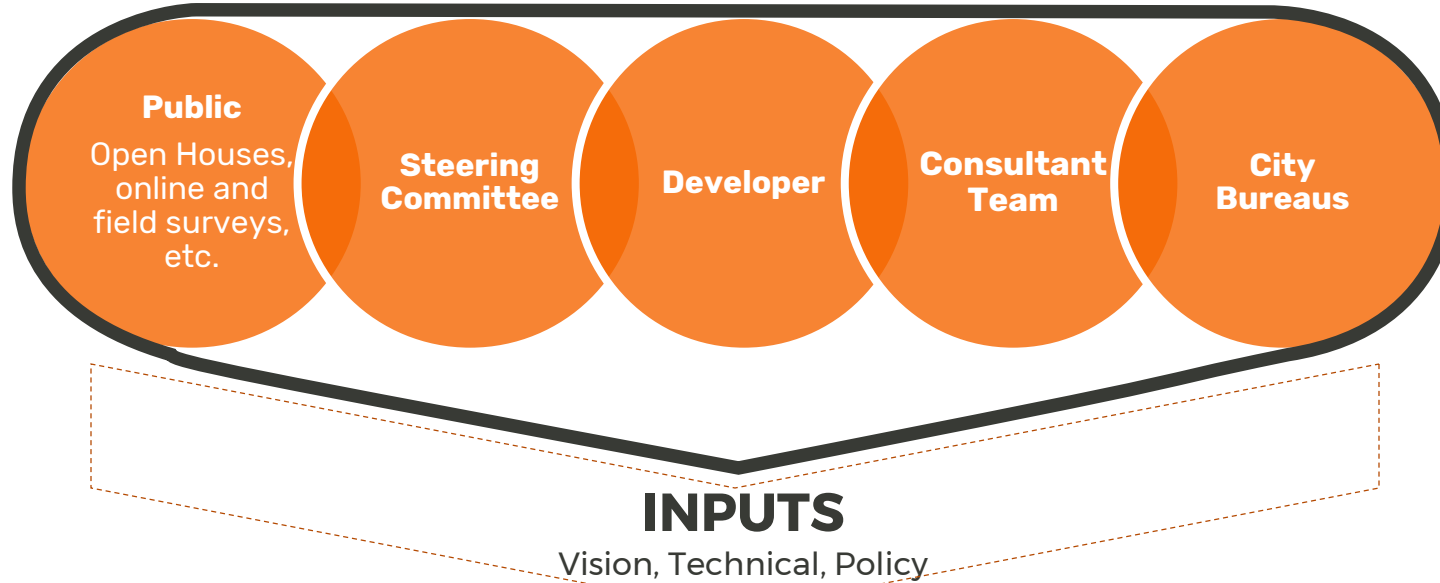 Public
Open Houses,
online and
field surveys,
etc.
Steering
Committee
Developer
Consultant
Team
City
Bureaus
INPUTS
Vision, Technical, Policy